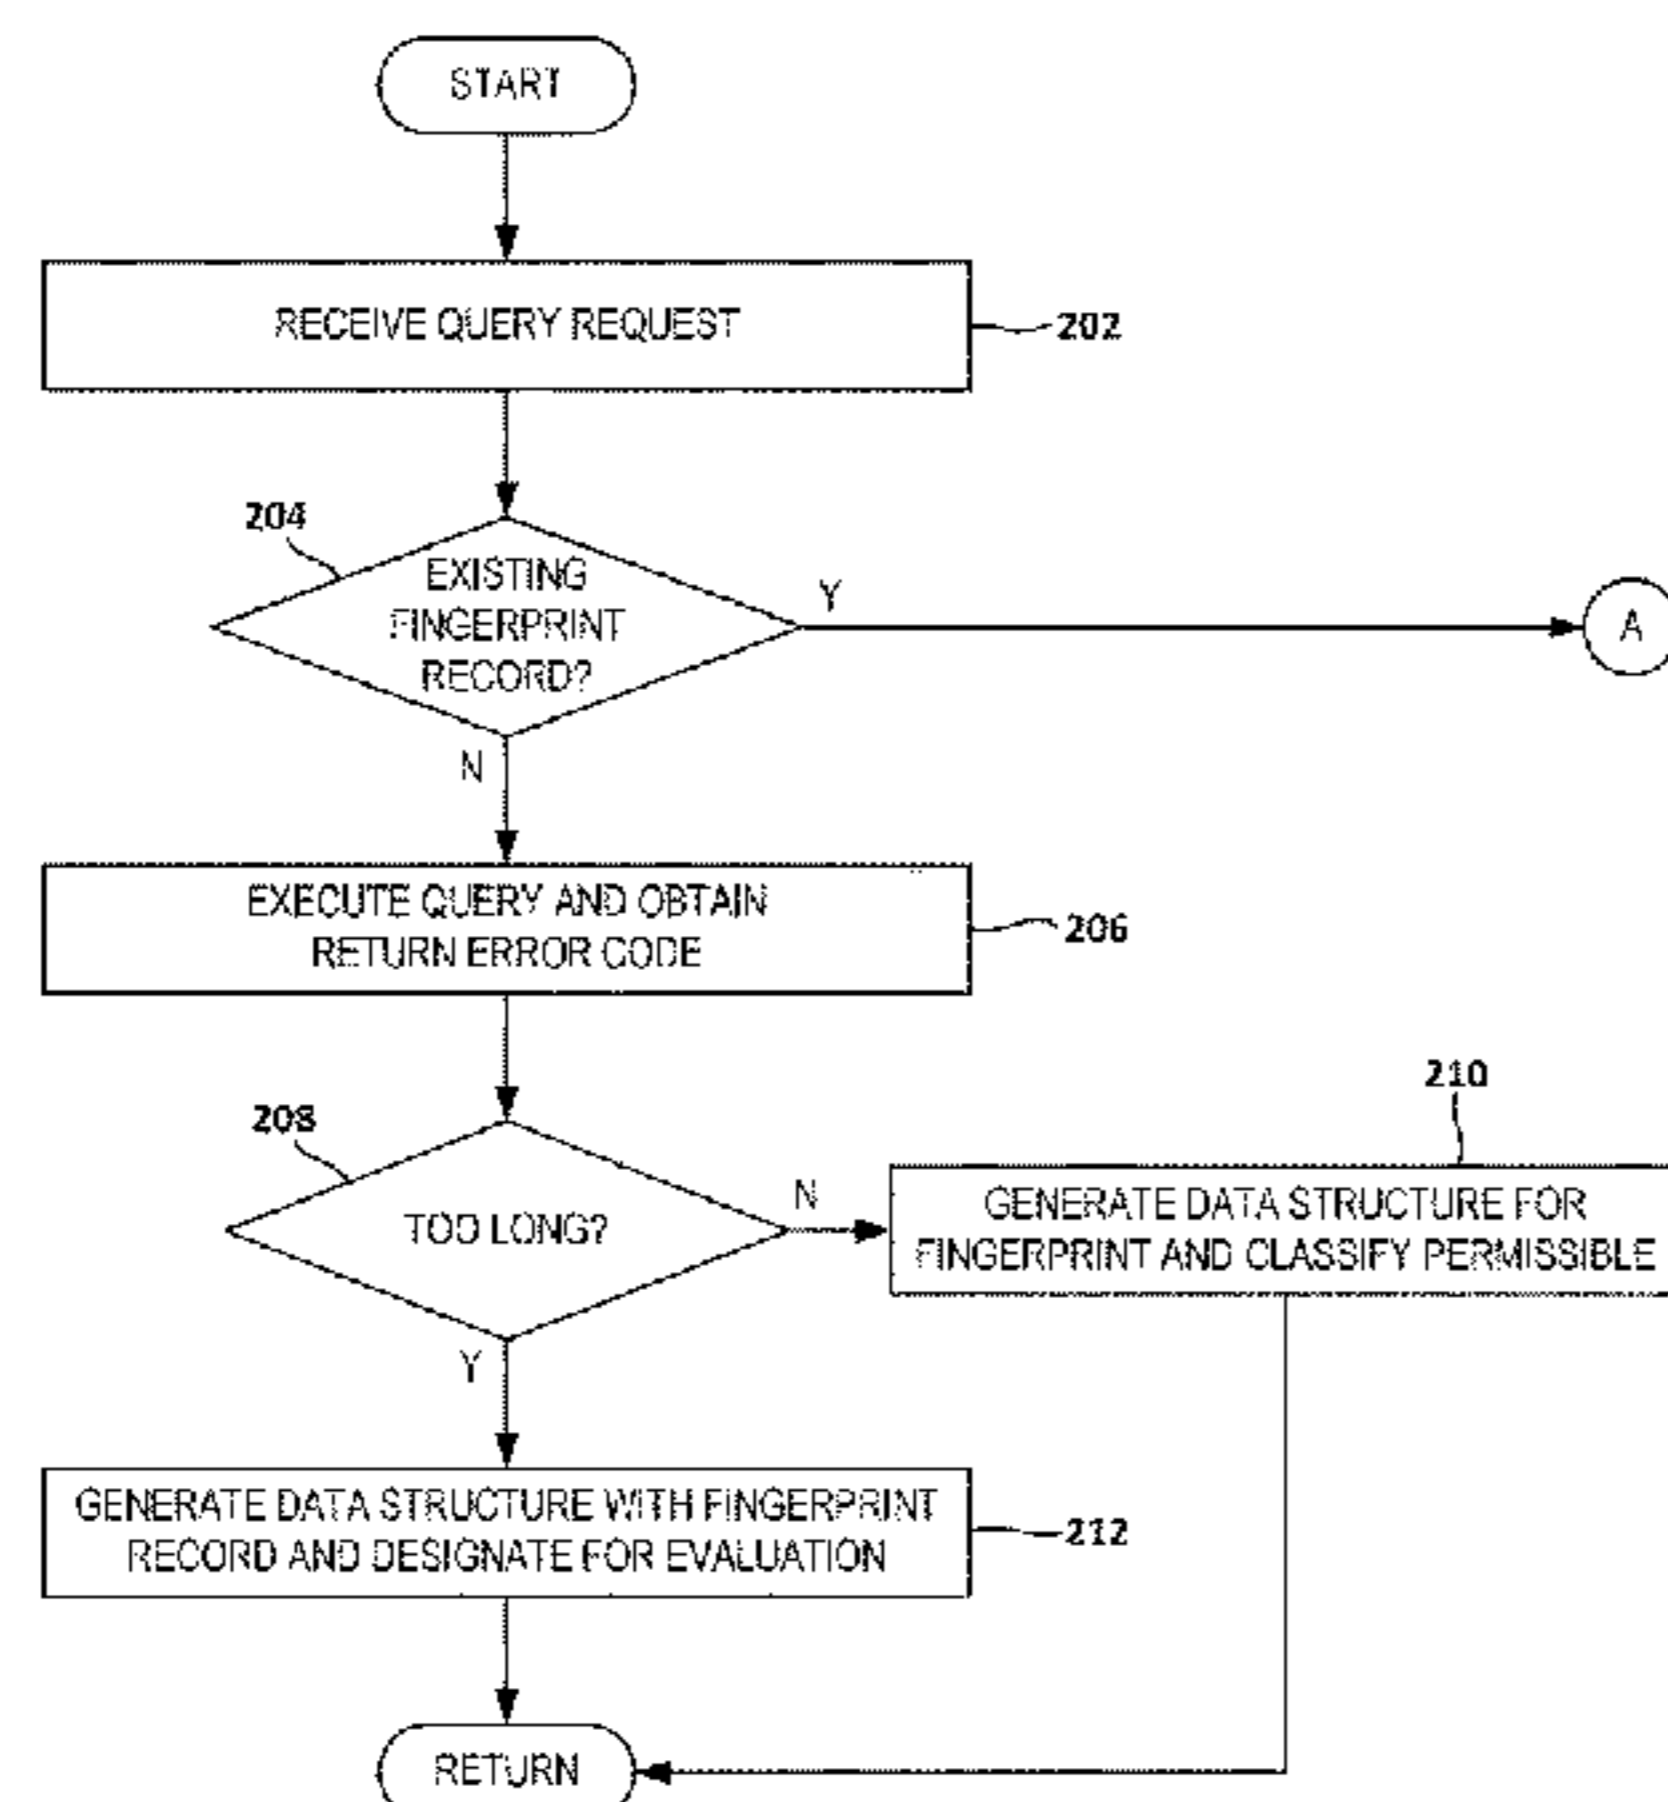 START
RECEIVE QUERY REQUEST
202
204
EXISTING
FINGERPRINT
RECORD?
Y
A
N
EXECUTE QUERY AND OBTAIN
RETURN ERROR CODE
206
208
TOO LONG?
N
210
GENERATE DATA STRUCTURE FOR
FINGERPRINT AND CLASSIFY PERMISSIBLE
Y
GENERATE DATA STRUCTURE WITH FINGERPRINT
RECORD AND DESIGNATE FOR EVALUATION
212
RETURN